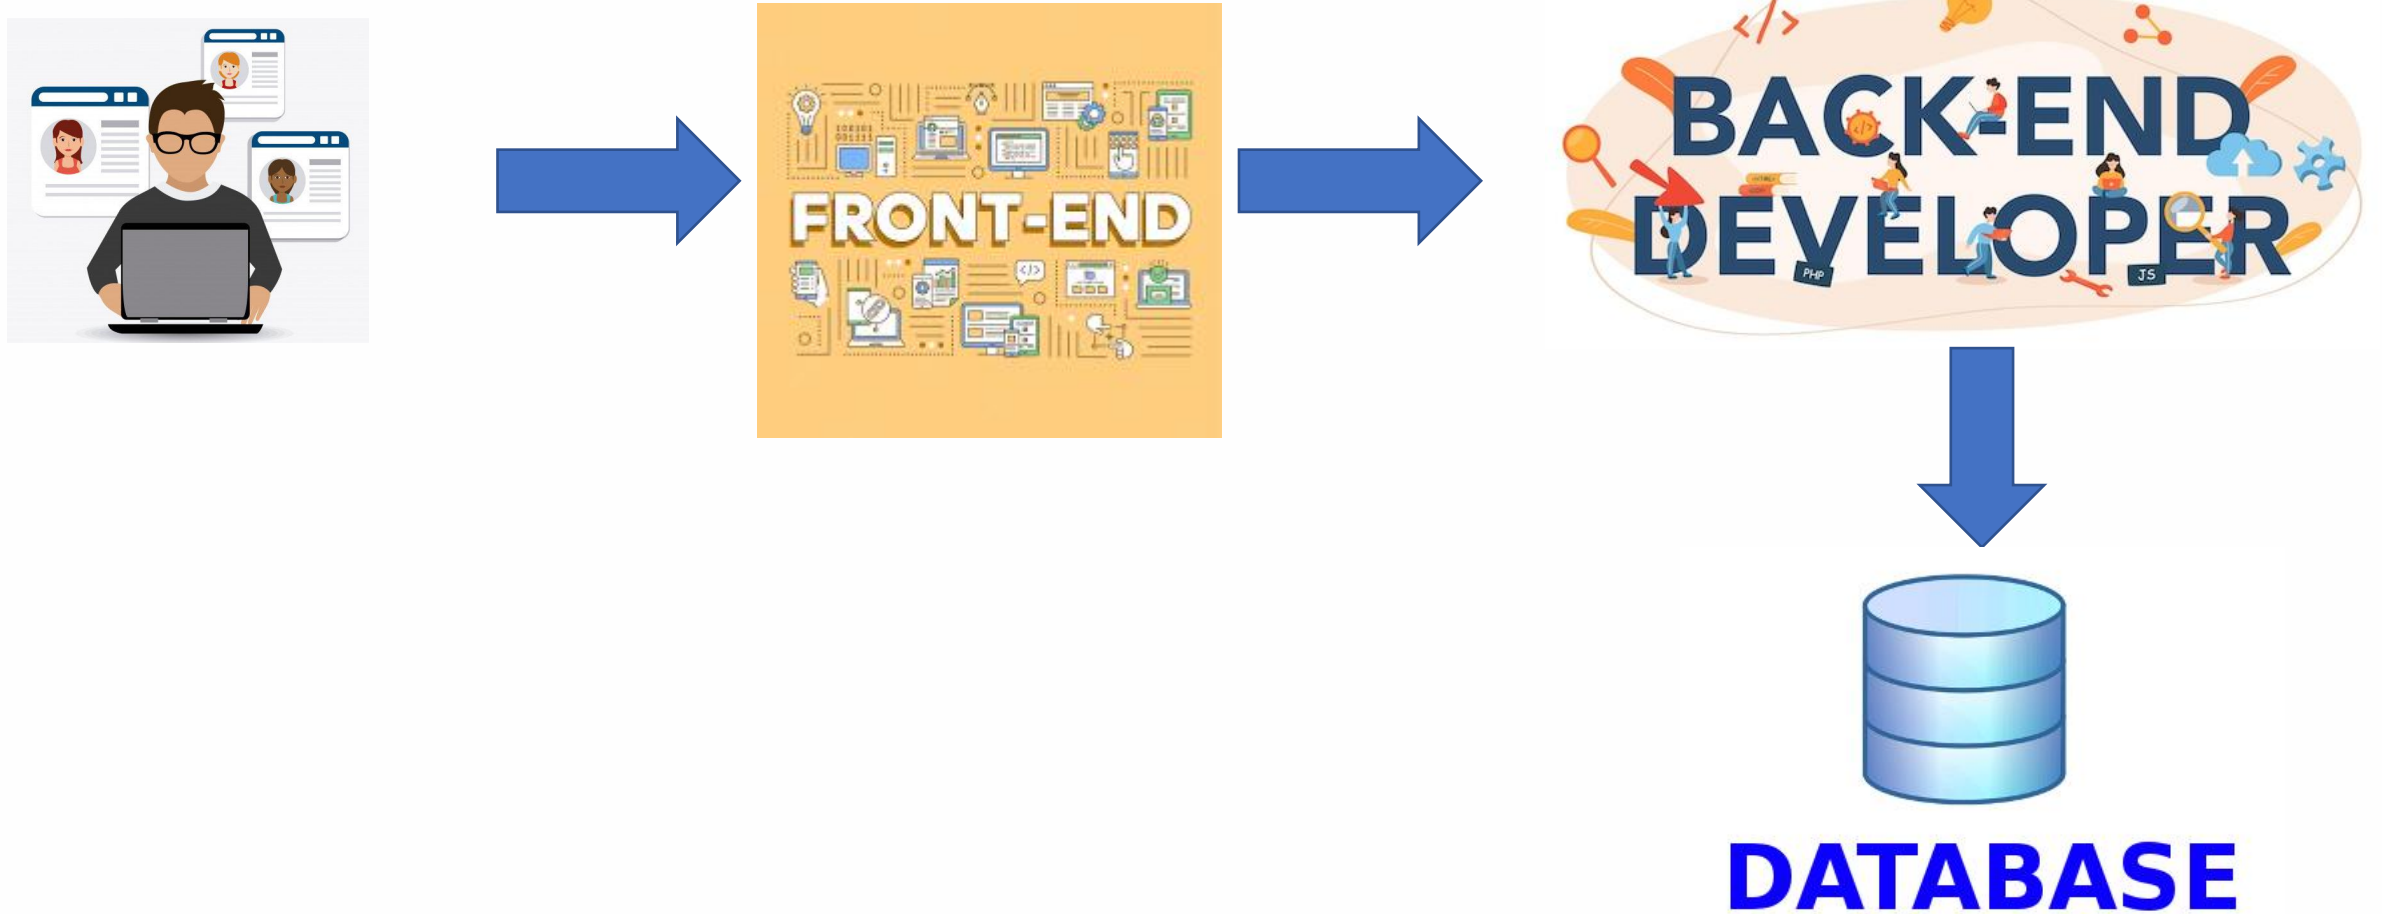 FRONT-END
BACK-END
DEVELOPER
PHP
JS
DATABASE